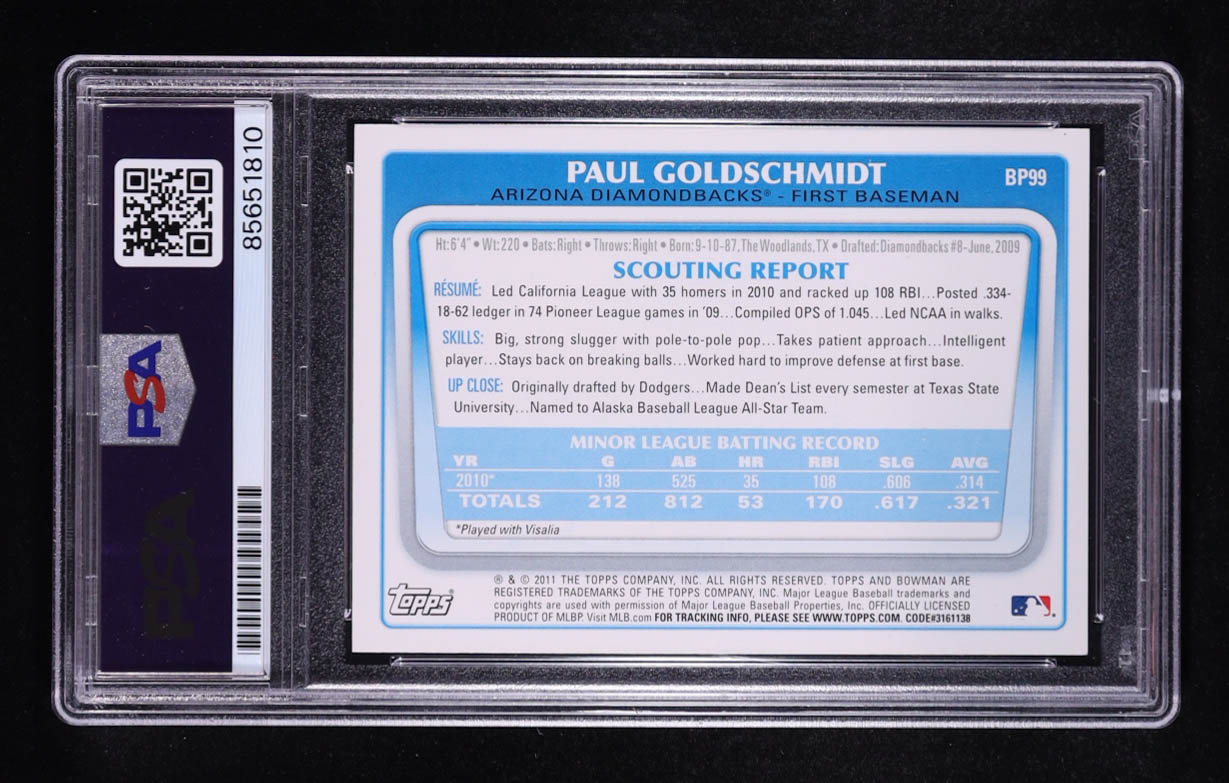 85651810
PSA
PSA
PAUL GOLDSCHMIDT
BP99
ARIZONA DIAMONDBACKS® - FIRST BASEMAN
Ht: 6'4" • Wt: 220 • Bats: Right • Throws: Right • Born: 9-10-87, The Woodlands, TX • Drafted: Diamondbacks #8-June, 2009
SCOUTING REPORT
RÉSUMÉ: Led California League with 35 homers in 2010 and racked up 108 RBI...Posted .334-
18-62 ledger in 74 Pioneer League games in '09...Compiled OPS of 1.045...Led NCAA in walks.
SKILLS: Big, strong slugger with pole-to-pole pop...Takes patient approach...Intelligent
player...Stays back on breaking balls...Worked hard to improve defense at first base.
UP CLOSE: Originally drafted by Dodgers...Made Dean's List every semester at Texas State
University...Named to Alaska Baseball League All-Star Team.
MINOR LEAGUE BATTING RECORD
YR G AB HR RBI SLG AVG
2010* 138 525 35 108 .606 .314
TOTALS 212 812 53 170 .617 .321
*Played with Visalia
Topps
® & © 2011 THE TOPPS COMPANY, INC. ALL RIGHTS RESERVED. TOPPS AND BOWMAN ARE
REGISTERED TRADEMARKS OF THE TOPPS COMPANY, INC. Major League Baseball trademarks and
copyrights are used with permission of Major League Baseball Properties, Inc. OFFICIALLY LICENSED
PRODUCT OF MLBP. Visit MLB.com FOR TRACKING INFO, PLEASE SEE WWW.TOPPS.COM. CODE#3161138